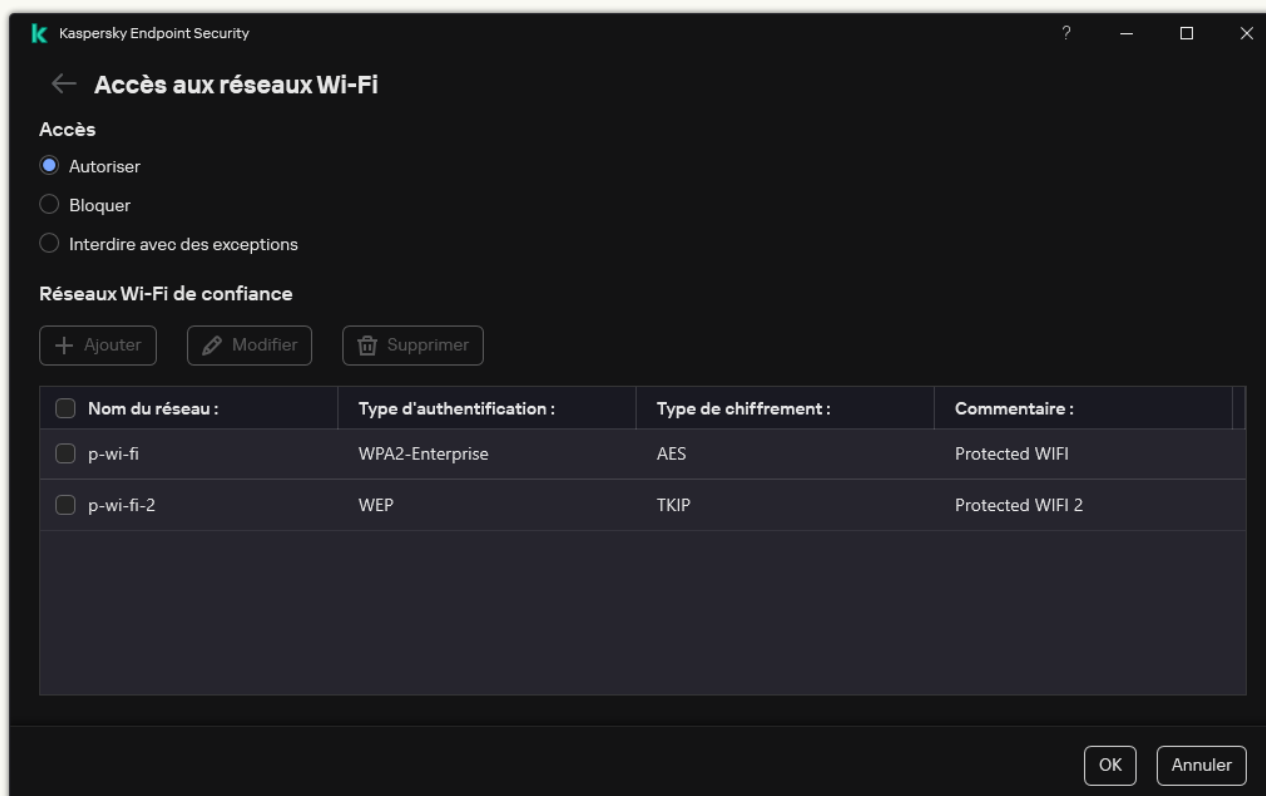 Kaspersky Endpoint Security
?
Accès aux réseaux Wi-Fi
Accès
Autoriser
Bloquer
Interdire avec des exceptions
Réseaux Wi-Fi de confiance
Ajouter Modifier Supprimer
Nom du réseau : Type d'authentification : Type de chiffrement : Commentaire :
p-wi-fi WPA2-Enterprise AES Protected WIFI
p-wi-fi-2 WEP TKIP Protected WIFI 2
OK Annuler